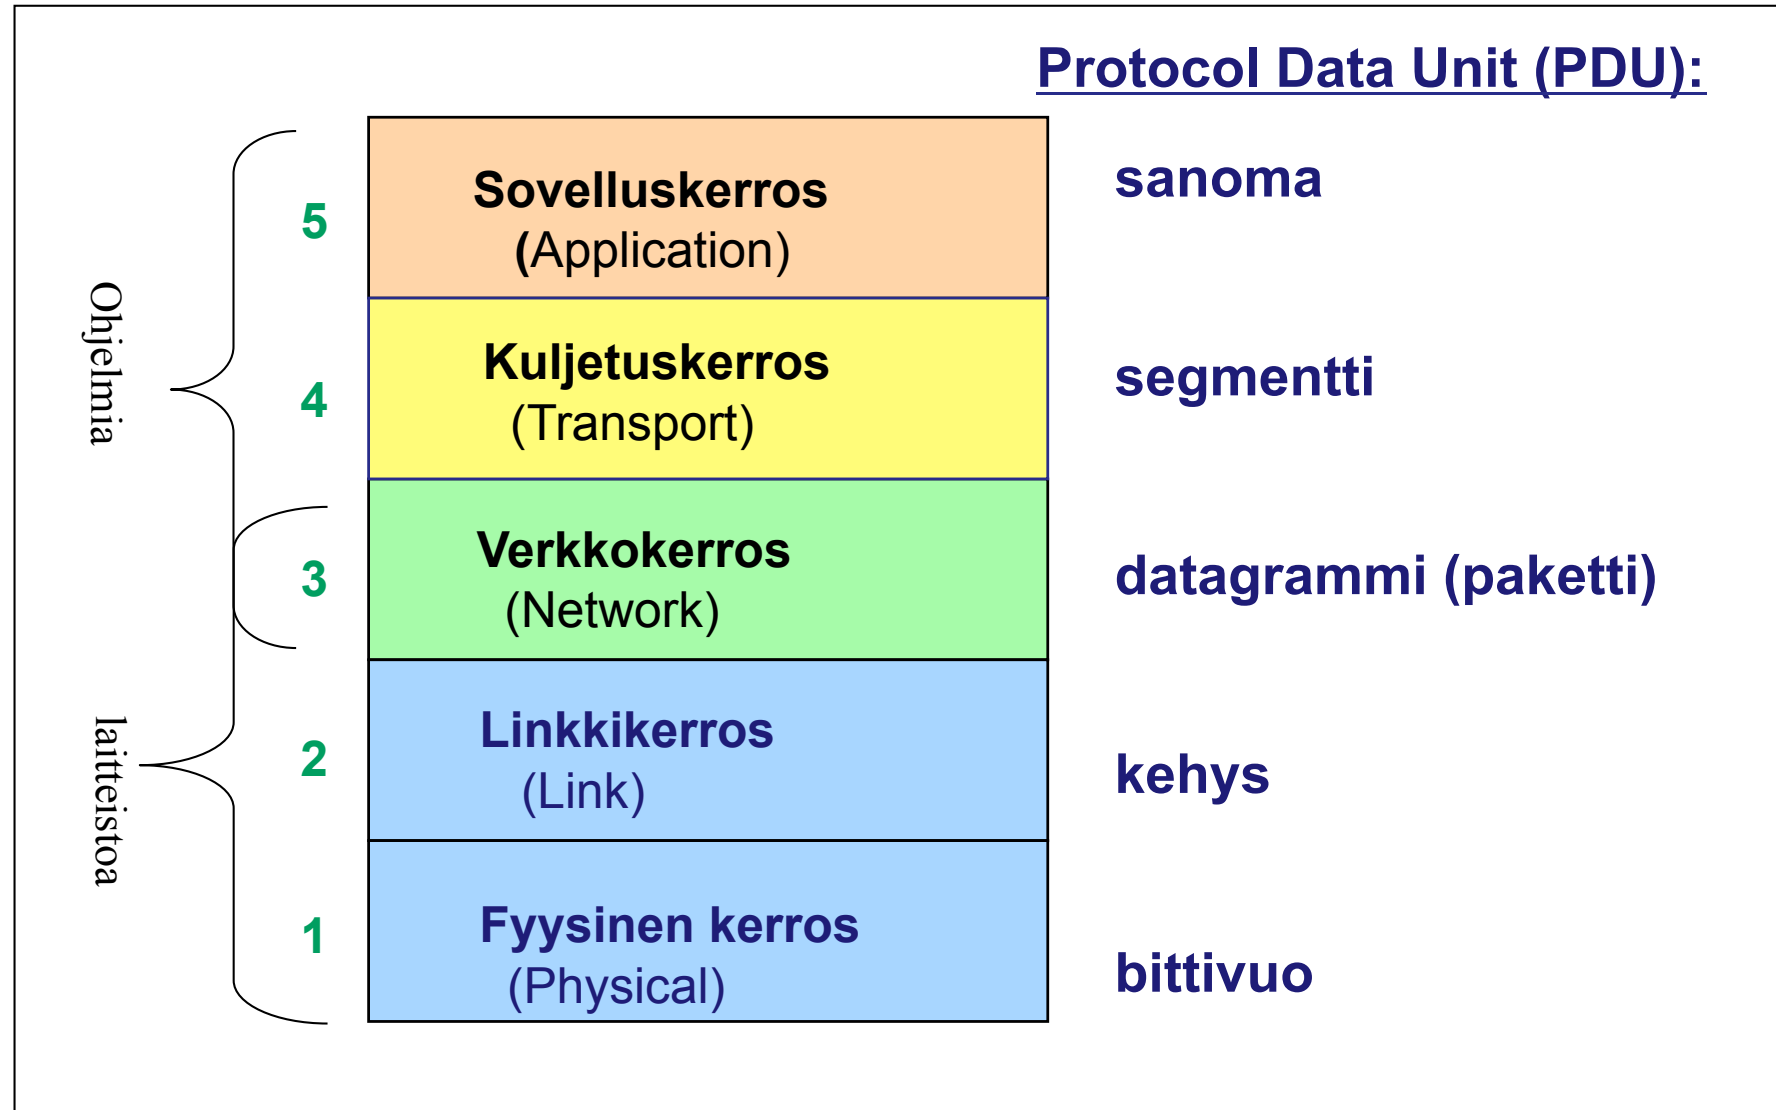 Protocol Data Unit (PDU):
Ohjelmia
laitteistoa
5
Sovelluskerros
(Application)
sanoma
4
Kuljetuskerros
(Transport)
segmentti
3
Verkkokerros
(Network)
datagrammi (paketti)
2
Linkkikerros
(Link)
kehys
1
Fyysinen kerros
(Physical)
bittivuo